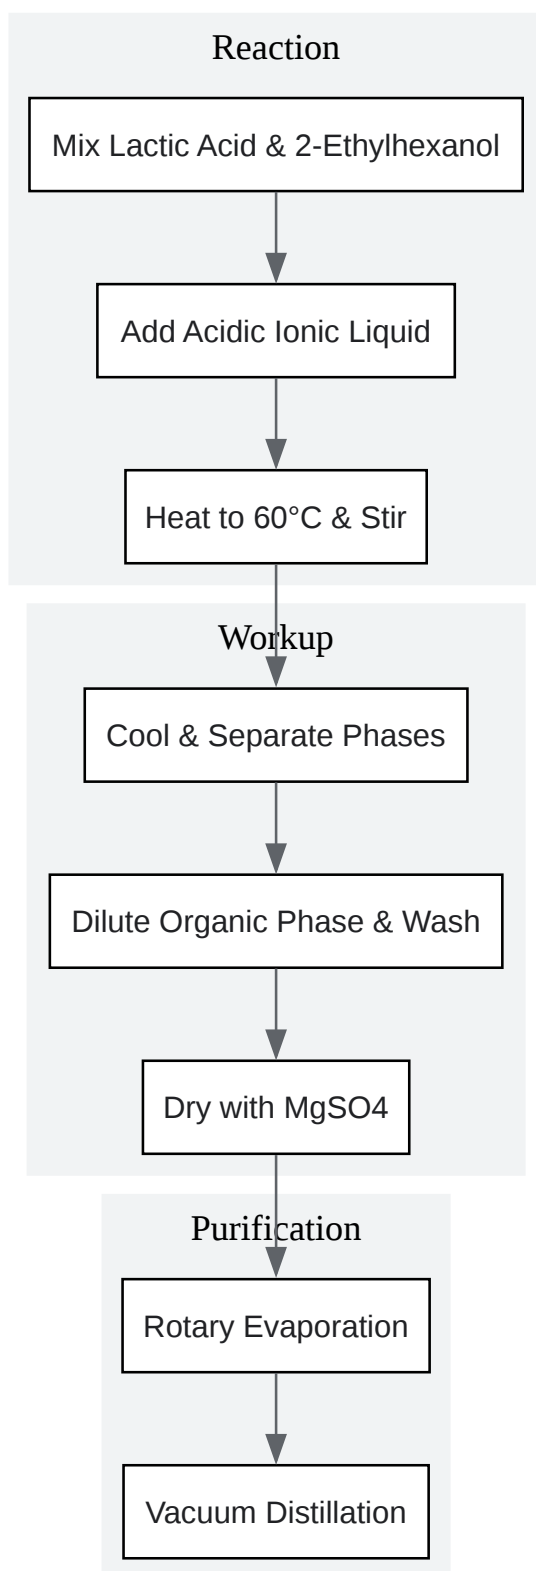 Reaction
Mix Lactic Acid & 2-Ethylhexanol
Add Acidic Ionic Liquid
Heat to 60°C & Stir
Workup
Cool & Separate Phases
Dilute Organic Phase & Wash
Dry with MgSO4
Purification
Rotary Evaporation
Vacuum Distillation